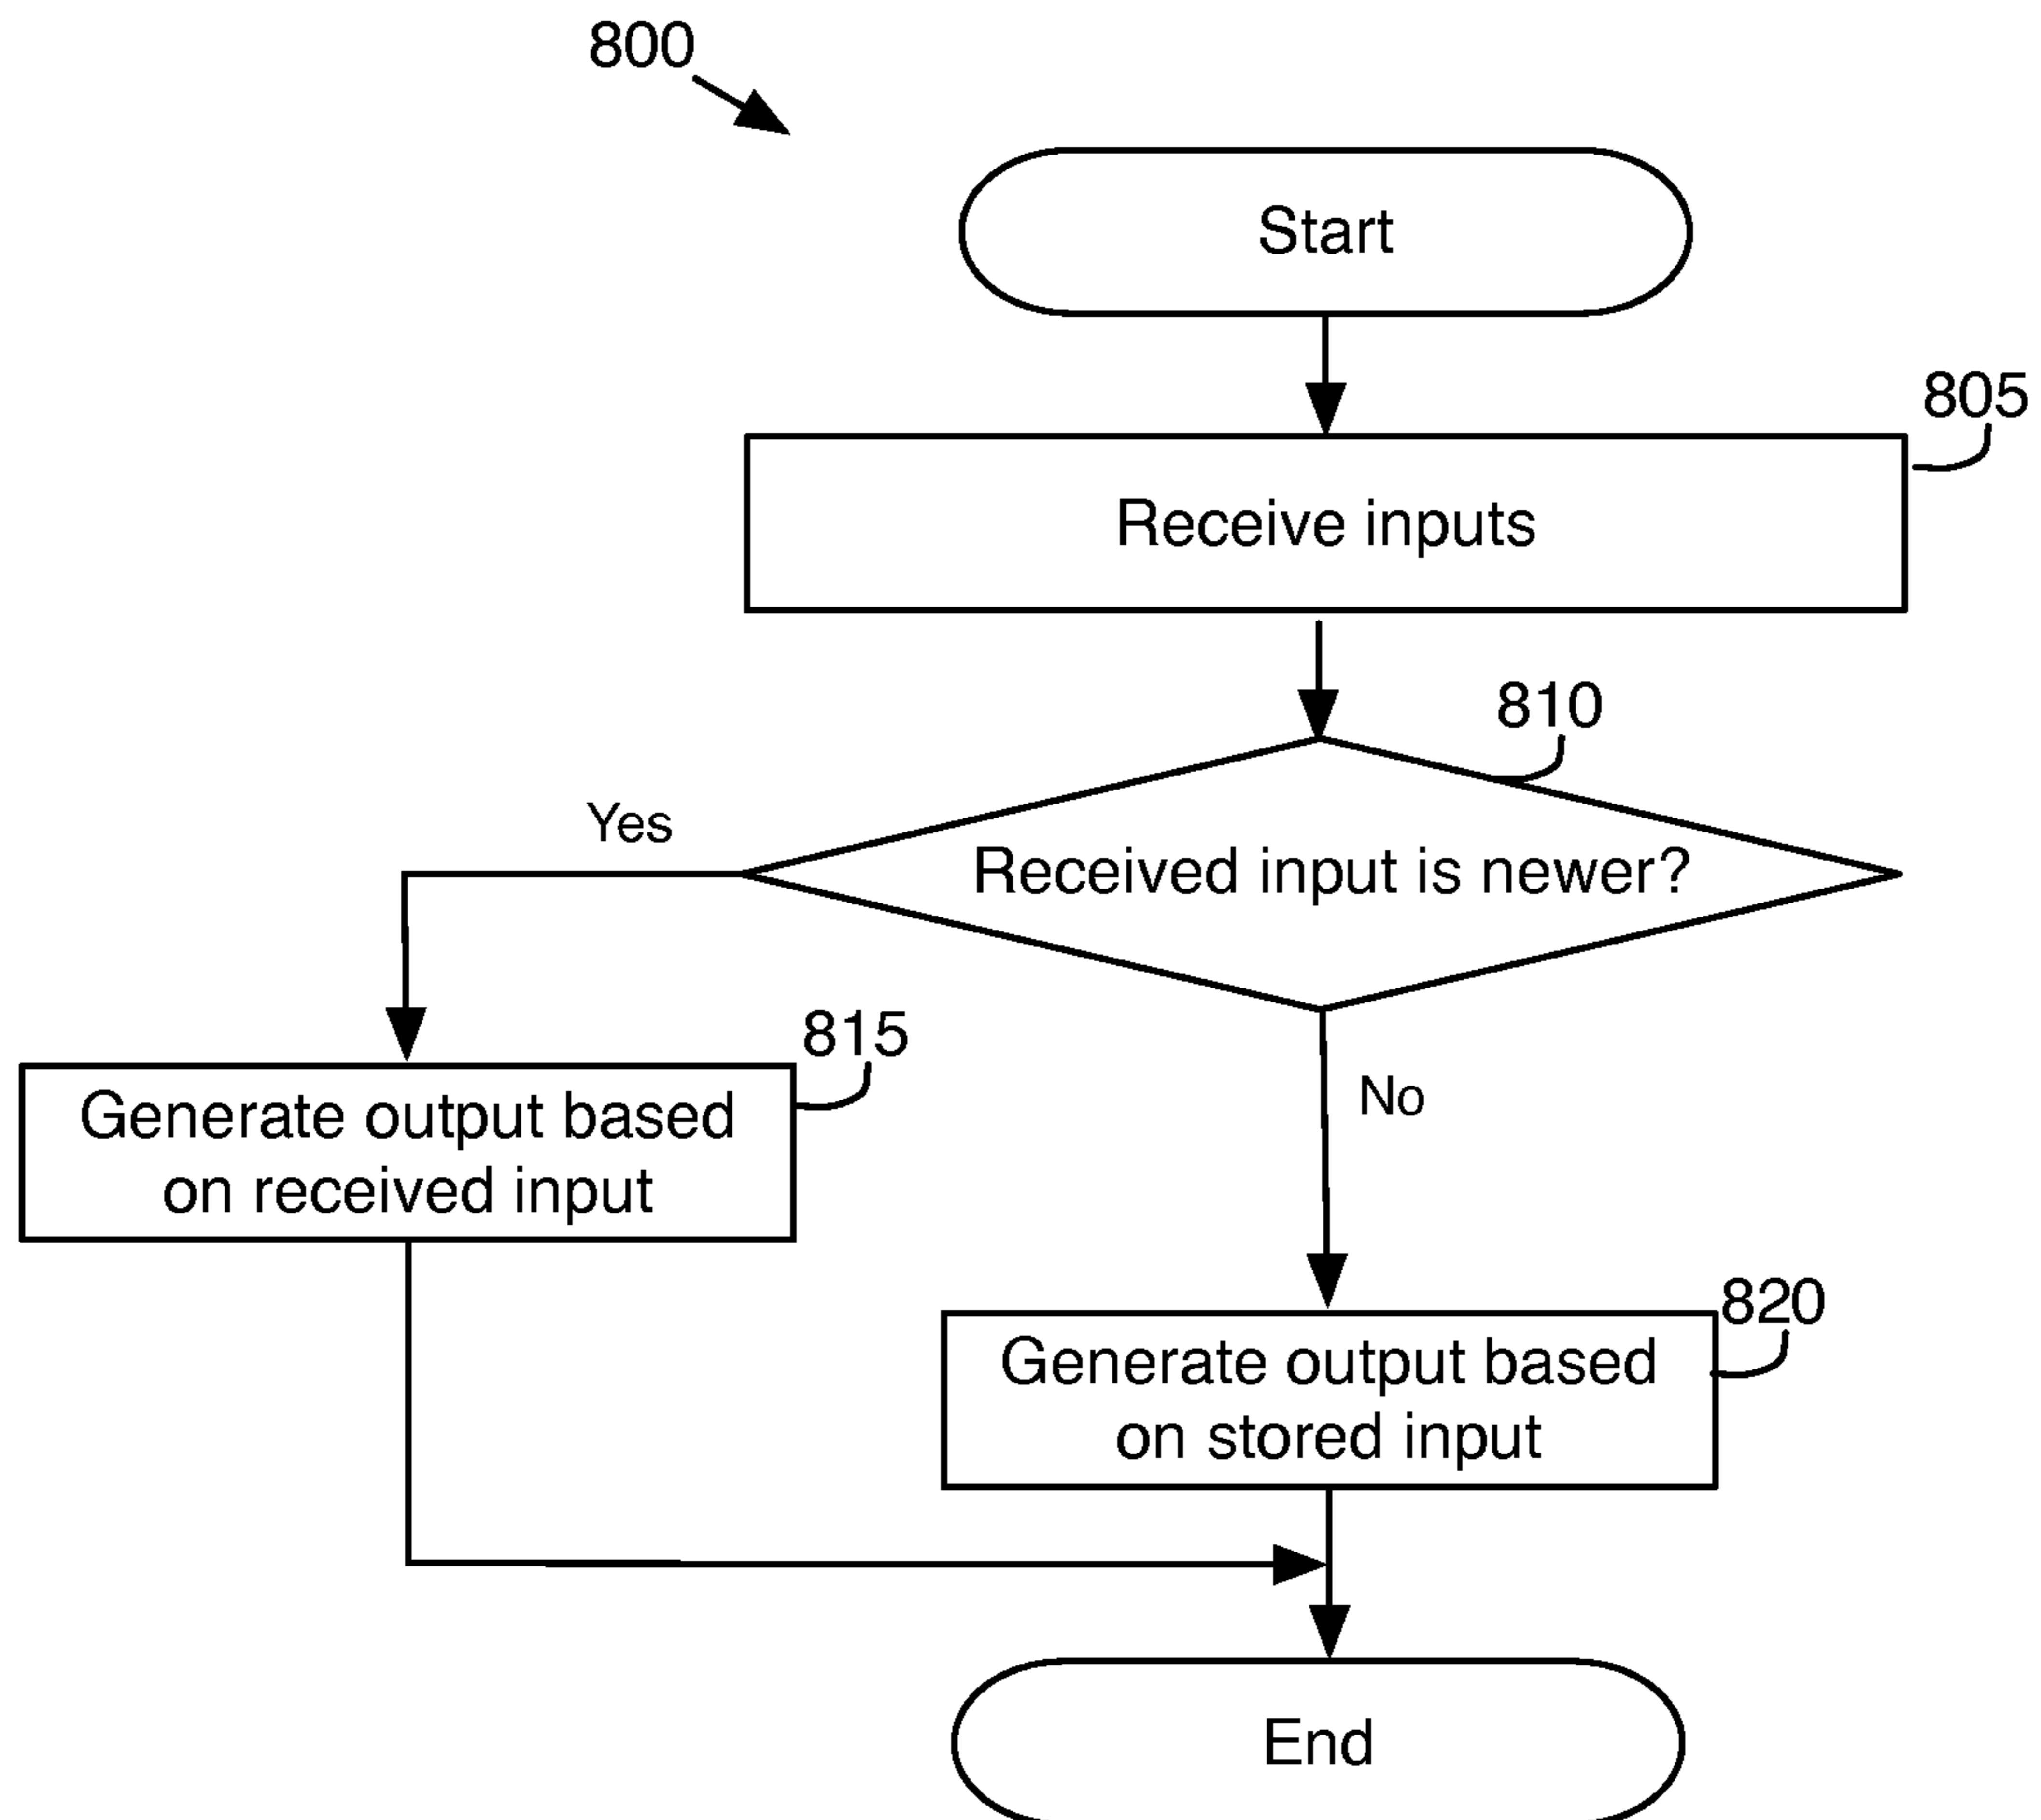 800
Start
805
Receive inputs
810
Received input is newer?
Yes
No
815
Generate output based
on received input
820
Generate output based
on stored input
End